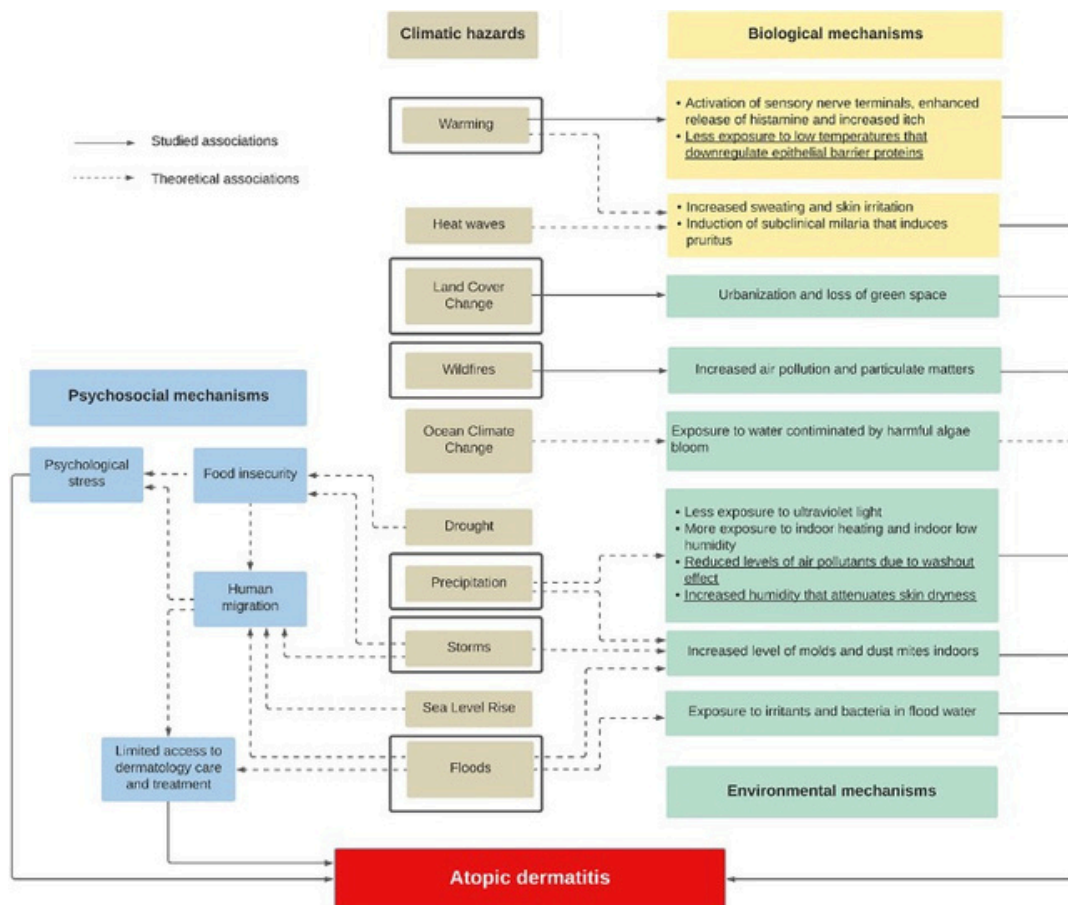 Climatic hazards
Biological mechanisms
Studied associations
Theoretical associations
Warming
• Activation of sensory nerve terminals, enhanced
release of histamine and increased itch
• Less exposure to low temperatures that
downregulate epithelial barrier proteins
Heat waves
• Increased sweating and skin irritation
• Induction of subclinical milaria that induces
pruritus
Land Cover
Change
Urbanization and loss of green space
Wildfires
Increased air pollution and particulate matters
Psychosocial mechanisms
Ocean Climate
Change
Exposure to water contiminated by harmful algae
bloom
Psychological
stress
Food insecurity
Drought
• Less exposure to ultraviolet light
• More exposure to indoor heating and indoor low
humidity
• Reduced levels of air pollutants due to washout
effect
• Increased humidity that attenuates skin dryness
Human
migration
Precipitation
Storms
Increased level of molds and dust mites indoors
Sea Level Rise
Exposure to irritants and bacteria in flood water
Limited access to
dermatology care
and treatment
Floods
Environmental mechanisms
Atopic dermatitis